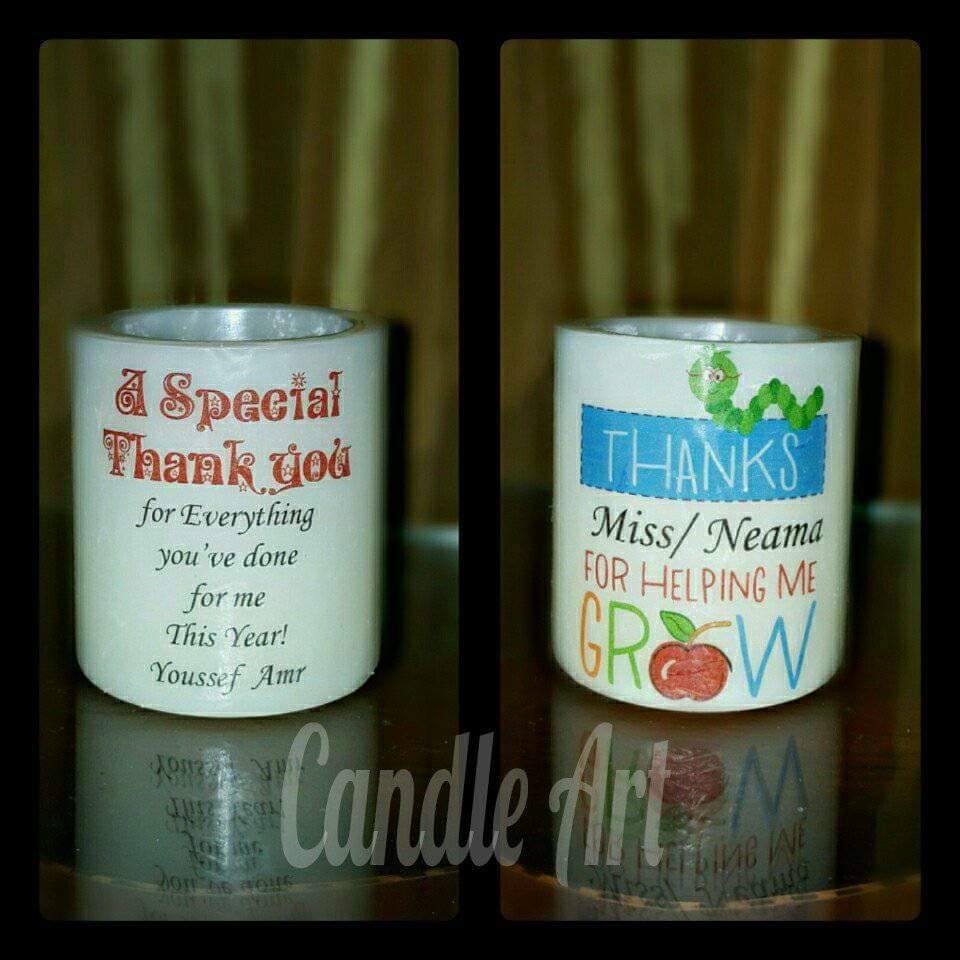 A Special
Thank you
for Everything
you've done
for me
This Year!
Youssef Amr
THANKS
Miss/ Neama
FOR HELPING ME
GROW
Candle Art